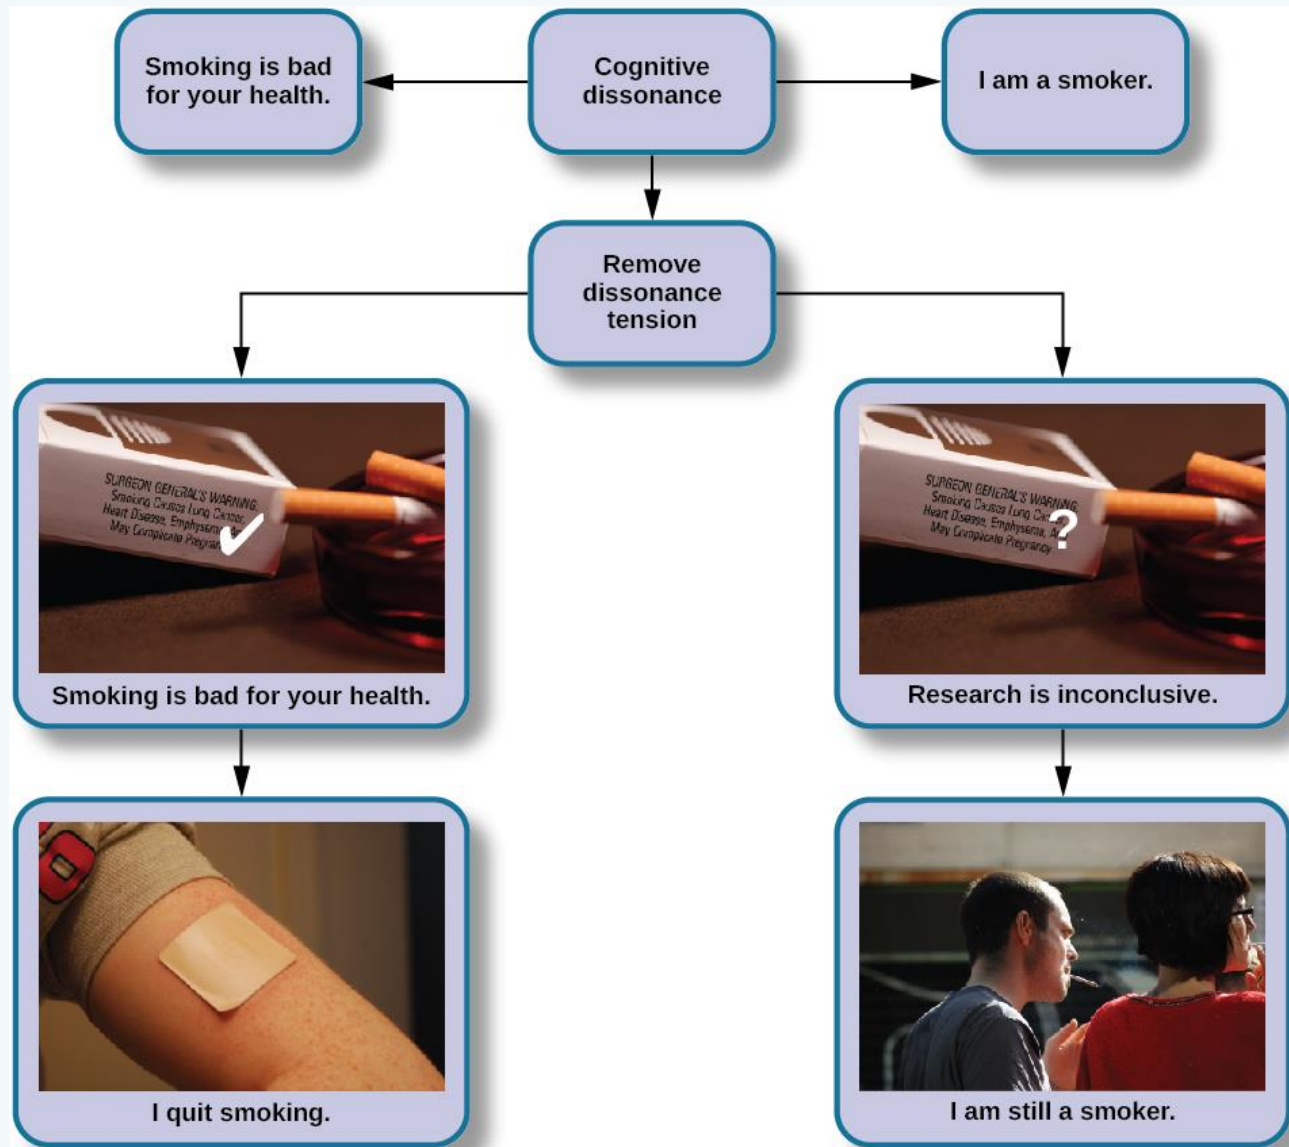 Smoking is bad
for your health.
Cognitive
dissonance
I am a smoker.
Remove
dissonance
tension
SURGEON GENERAL'S WARNING:
Smoking Causes Lung Cancer,
Heart Disease, Emphysema,
May Complicate
Smoking is bad for your health.
SURGEON GENERAL'S WARNING:
Smoking Causes Lung
Heart Disease, Emphysema,
May Complicate Pregnancy
?
Research is inconclusive.
I quit smoking.
I am still a smoker.